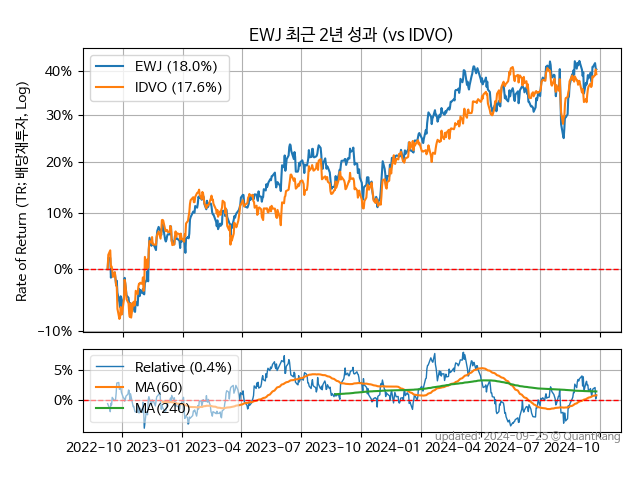 EWJ 최근 2년 성과 (vs IDVO)
Rate of Return (TR: 배당재투자, Log)
40%
30%
20%
10%
0%
−10%
EWJ (18.0%)
IDVO (17.6%)
5%
0%
Relative (0.4%)
MA(60)
MA(240)
updated: 2024-09-25 © QuantKang
2022-10 2023-01 2023-04 2023-07 2023-10 2024-01 2024-04 2024-07 2024-10